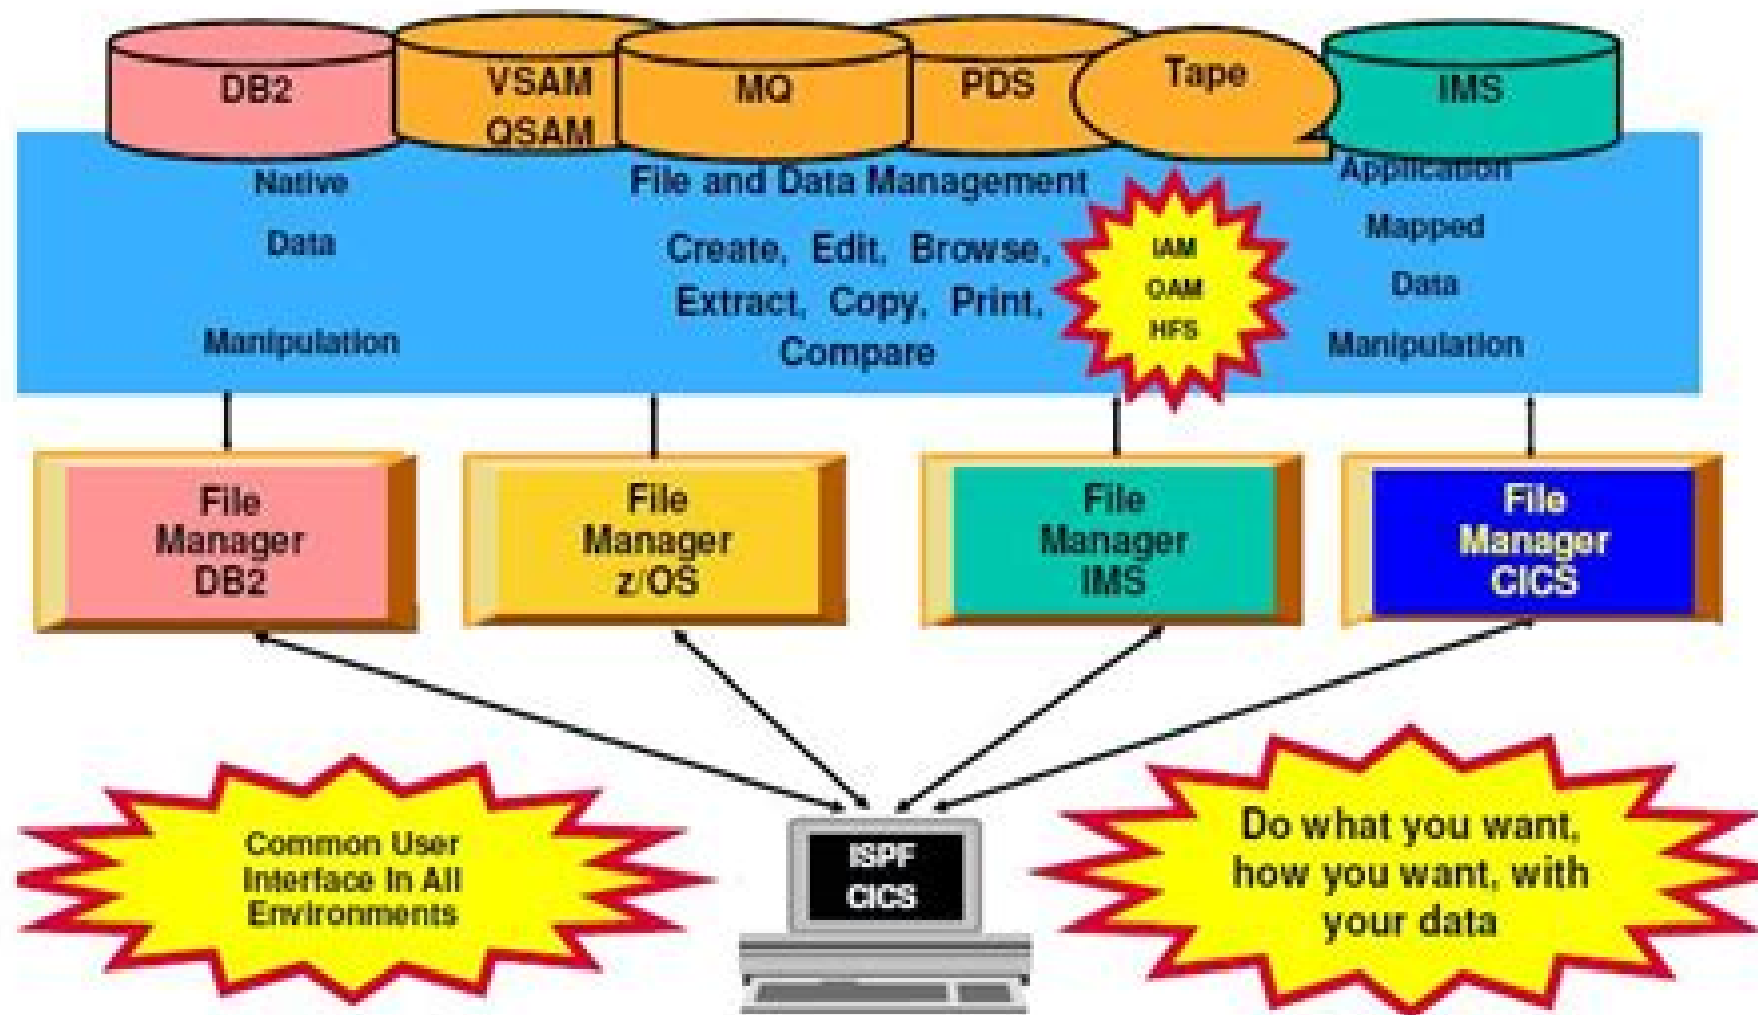 DB2
VSAM
QSAM
MQ
PDS
Tape
IMS
Native
Data
Manipulation
File and Data Management
Create, Edit, Browse,
Extract, Copy, Print,
Compare
IAM
OAM
HFS
Application
Mapped
Data
Manipulation
File
Manager
DB2
File
Manager
z/OS
File
Manager
IMS
File
Manager
CICS
Common User
Interface In All
Environments
ISPF
CICS
Do what you want,
how you want, with
your data